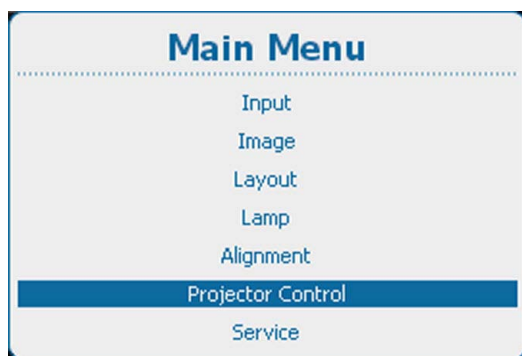 Main Menu
Input
Image
Layout
Lamp
Alignment
Projector Control
Service